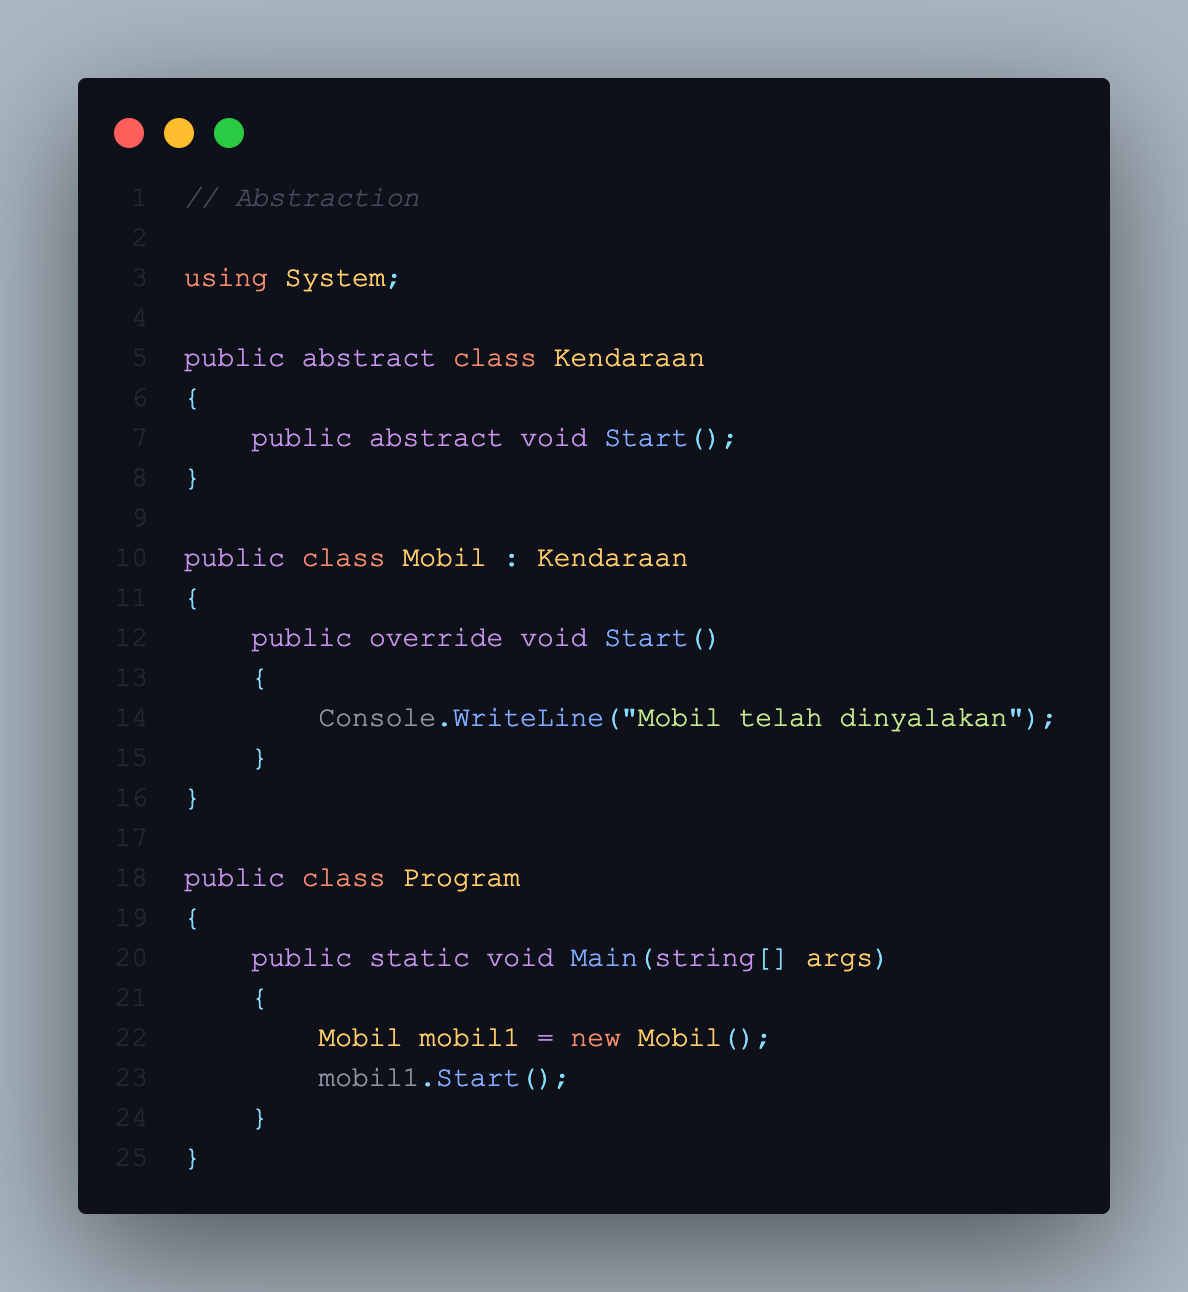 1 // Abstraction
2
3 using System;
4
5 public abstract class Kendaraan
6 {
7     public abstract void Start();
8 }
9
10 public class Mobil : Kendaraan
11 {
12     public override void Start()
13     {
14         Console.WriteLine("Mobil telah dinyalakan");
15     }
16 }
17
18 public class Program
19 {
20     public static void Main(string[] args)
21     {
22         Mobil mobil1 = new Mobil();
23         mobil1.Start();
24     }
25 }